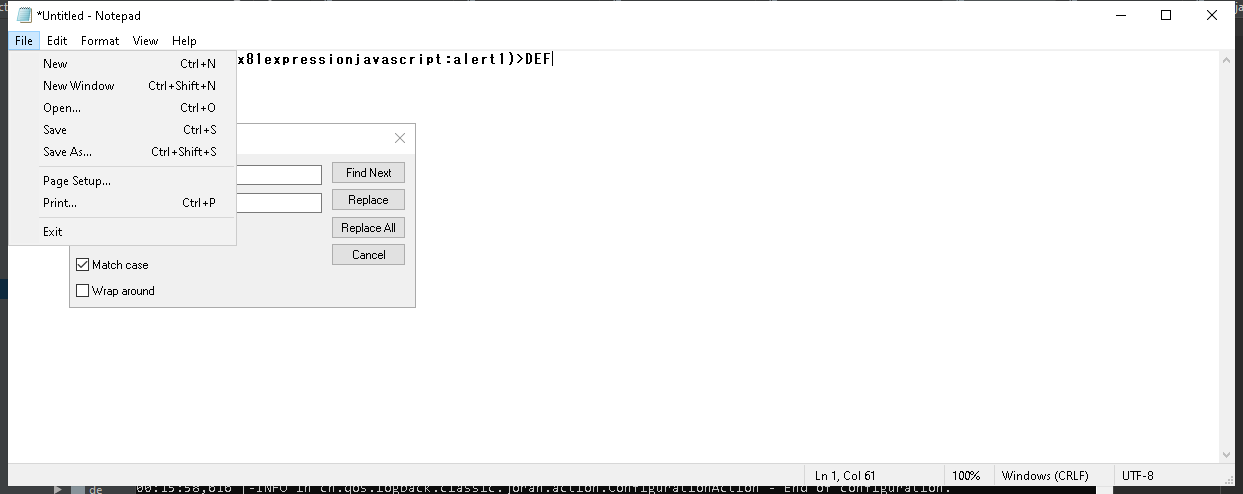 *Untitled - Notepad
File Edit Format View Help
x81expressionjavascript:alert1)>DEF
New Ctrl+N
New Window Ctrl+Shift+N
Open... Ctrl+O
Save Ctrl+S
Save As... Ctrl+Shift+S
Page Setup...
Print... Ctrl+P
Exit
Find Next
Replace
Replace All
Cancel
Match case
Wrap around
Ln 1, Col 61 100% Windows (CRLF) UTF-8
de 00:15:58,616 |-INFO in ch.qos.logback.classic.joran.action.ConfigurationAction - End of configuration.